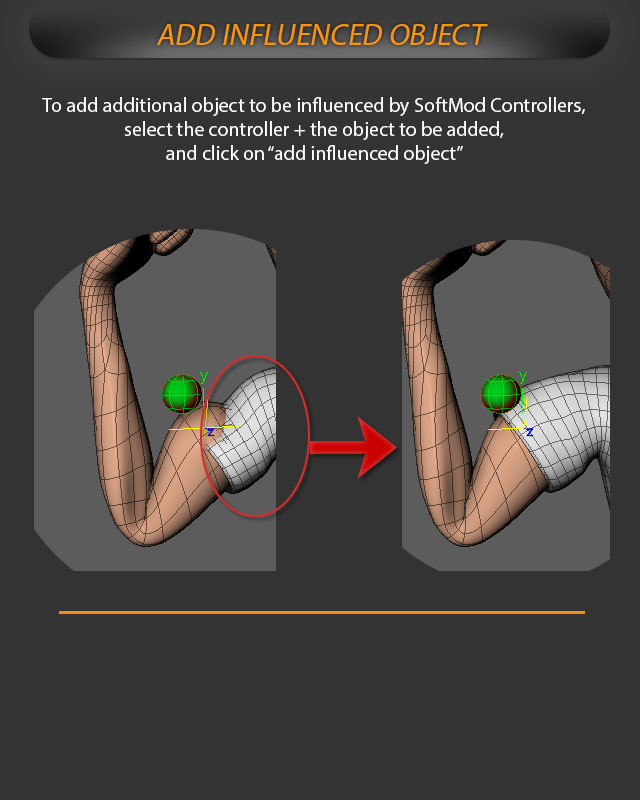 ADD INFLUENCED OBJECT
To add additional object to be influenced by SoftMod Controllers,
select the controller + the object to be added,
and click on “add influenced object”
y
z
y
z